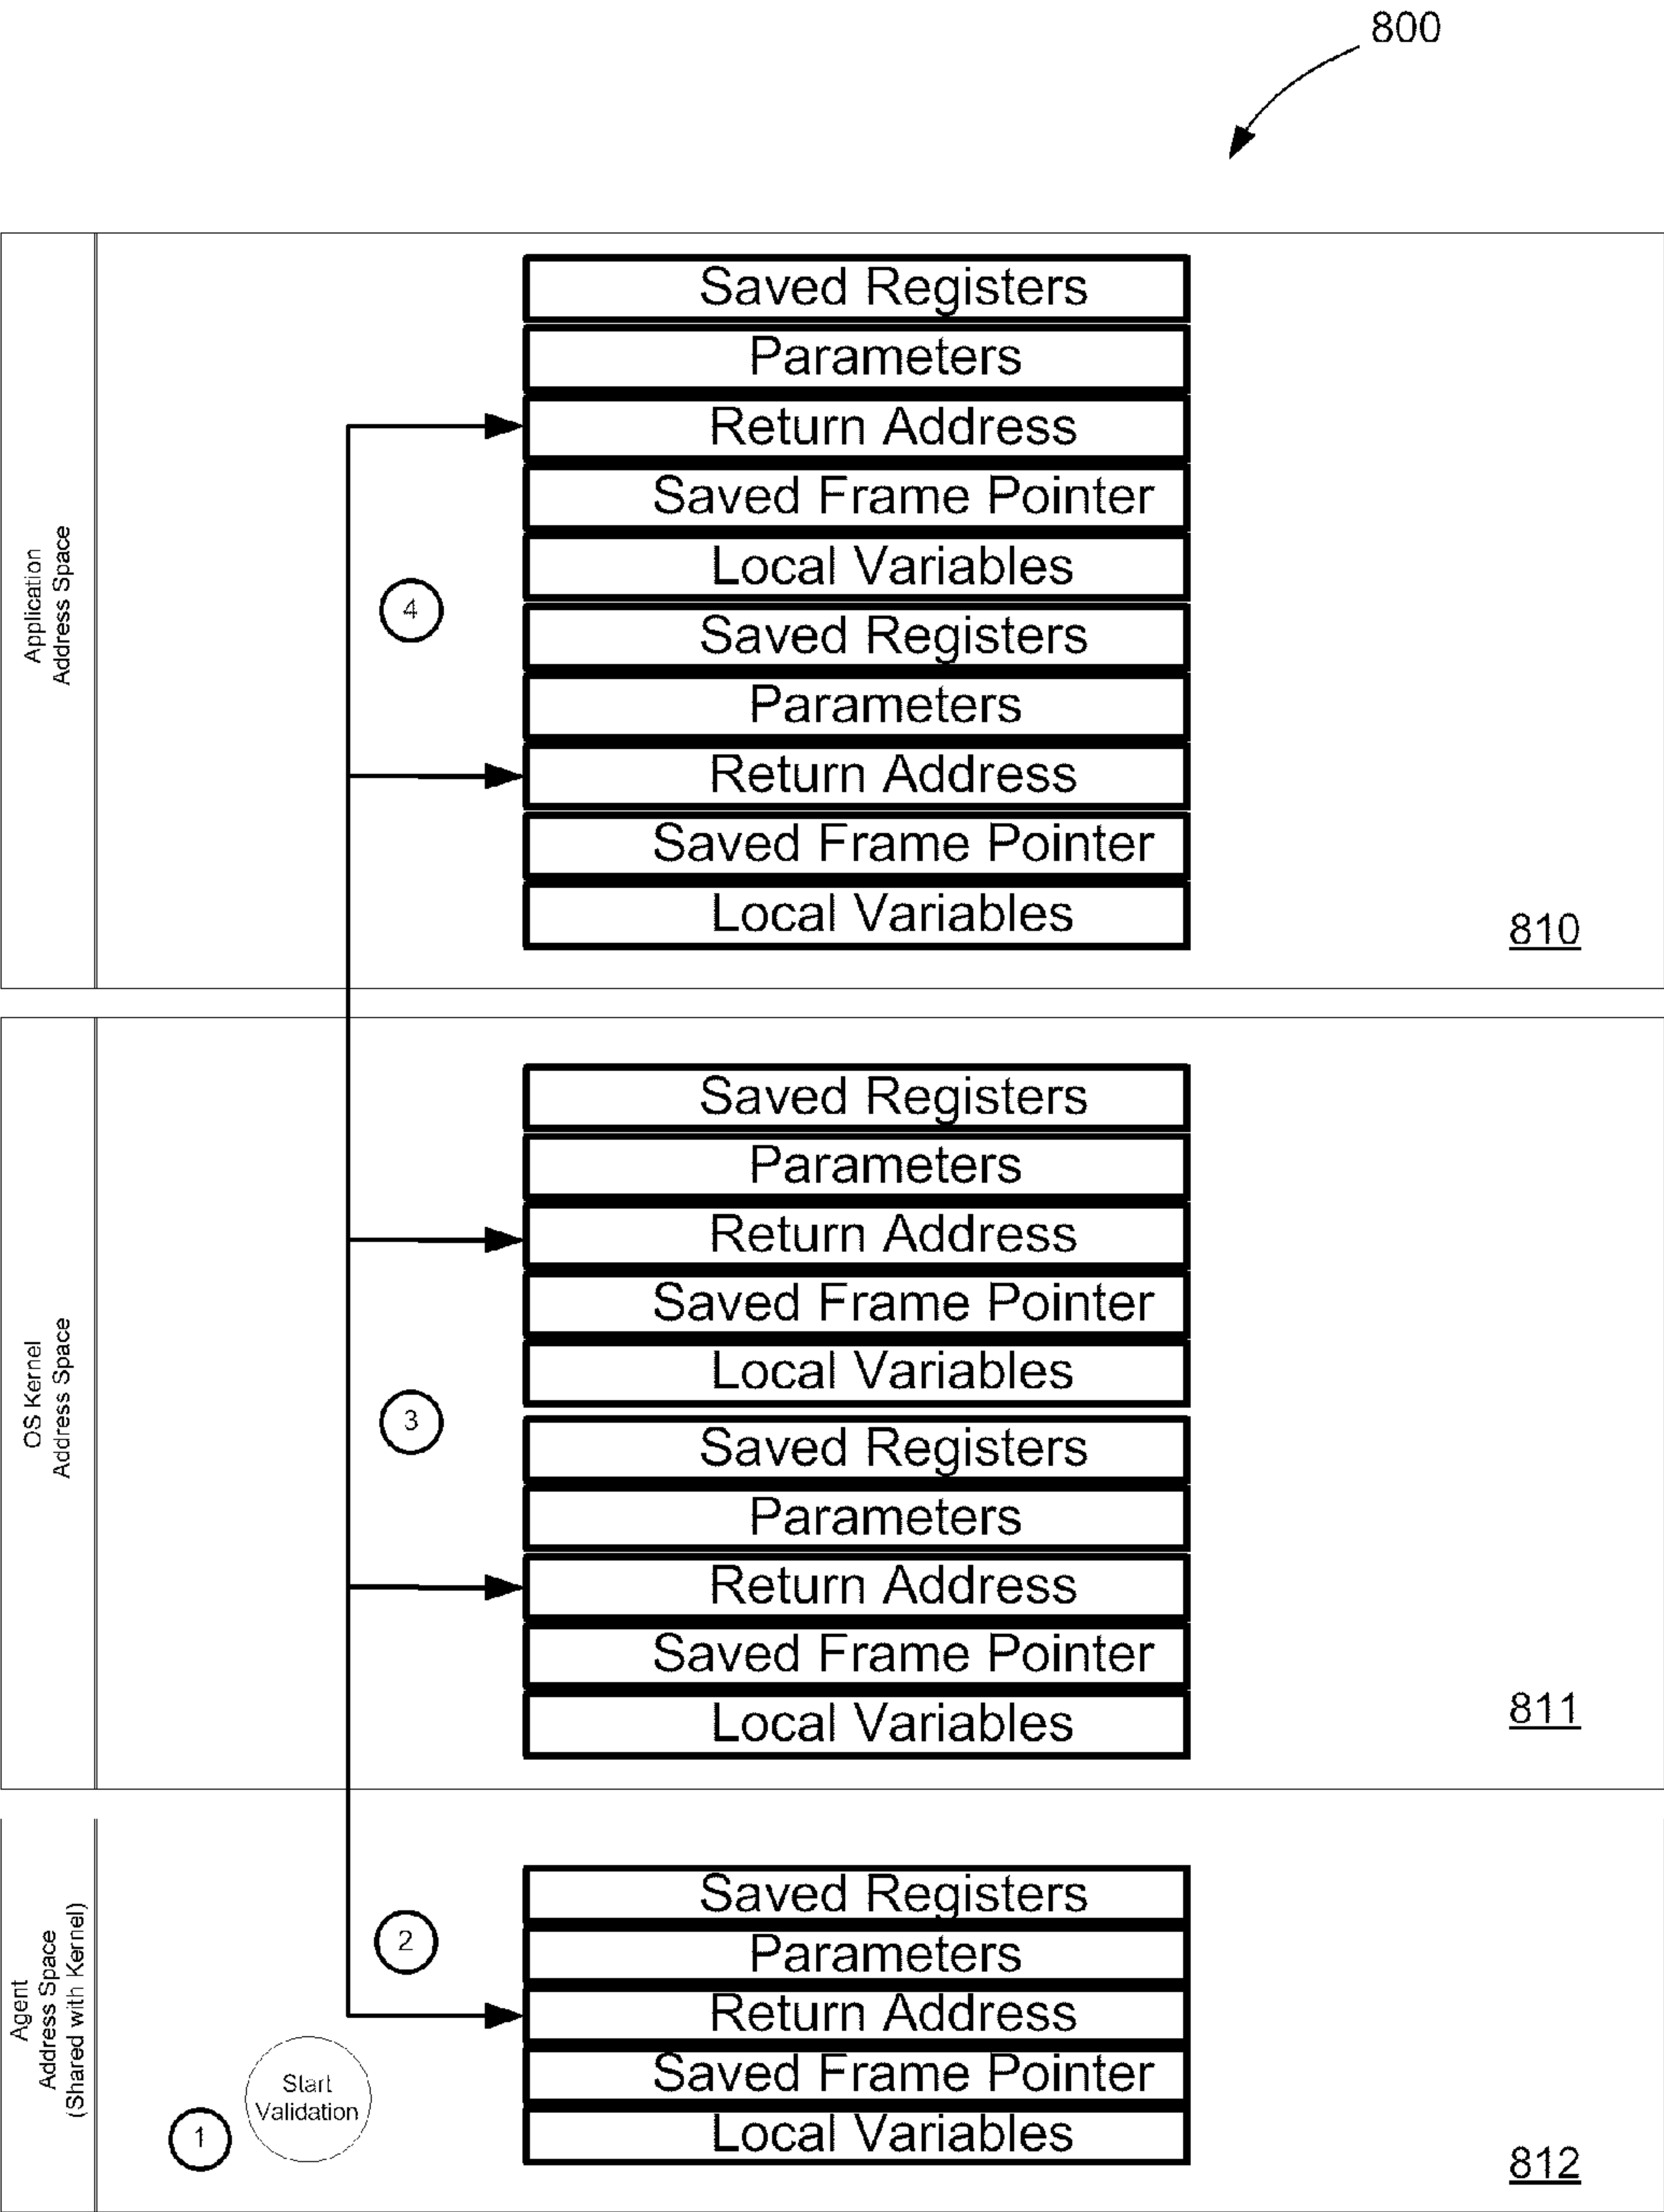 800
Application
Address Space
Saved Registers
Parameters
Return Address
Saved Frame Pointer
Local Variables
4
Saved Registers
Parameters
Return Address
Saved Frame Pointer
Local Variables
810
OS Kernel
Address Space
Saved Registers
Parameters
Return Address
Saved Frame Pointer
Local Variables
3
Saved Registers
Parameters
Return Address
Saved Frame Pointer
Local Variables
811
Agent
Address Space
(Shared with Kernel)
Saved Registers
2
Parameters
Return Address
Saved Frame Pointer
Start
Validation
1
Local Variables
812